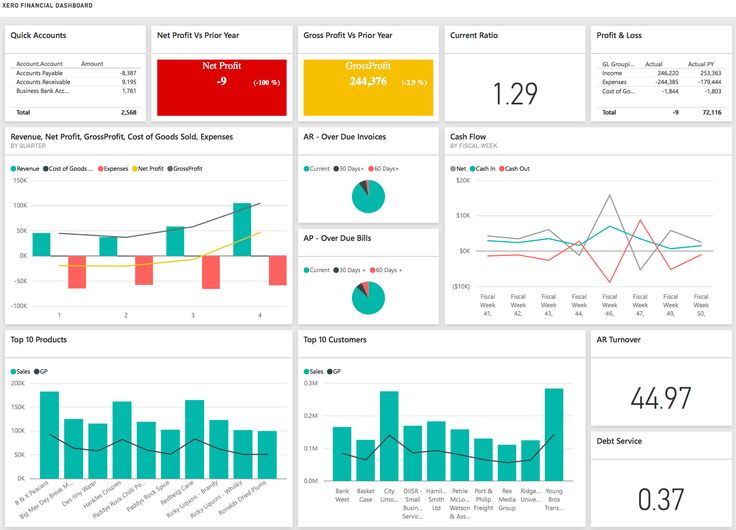 XERO FINANCIAL DASHBOARD
Quick Accounts
Account.Account Amount
Accounts Payable -8,387
Accounts Receivable 9,195
Business Bank Acc... 1,761
Total 2,568
Net Profit Vs Prior Year
Net Profit
-9 (-100 %)
Gross Profit Vs Prior Year
GrossProfit
244,376 (-2.9 %)
Current Ratio
1.29
Profit & Loss
GL Groupi... Actual Actual PY
Income 246,220 253,363
Expenses -244,385 -179,444
Cost of Go... -1,844 -1,803
Total -9 72,116
Revenue, Net Profit, GrossProfit, Cost of Goods Sold, Expenses
BY QUARTER
Revenue Cost of Goods ... Expenses Net Profit GrossProfit
150K
100K
50K
0K
-50K
-100K
1 2 3 4
AR - Over Due Invoices
Current 30 Days+ 60 Days+
AP - Over Due Bills
Current 30 Days + 60 Days +
Cash Flow
BY FISCAL WEEK
Net Cash In Cash Out
$20K
$10K
$0K
($10K)
Fiscal Fiscal Fiscal Fiscal Fiscal Fiscal Fiscal Fiscal
Week Week Week Week Week Week Week Week
41, 42, 43, 44, 46, 47, 49, 50,
Top 10 Products
Sales GP
200K
150K
100K
50K
0K
B & X Peacens
Big Max Day Break M...
Des-tiny Water
Hankles Crispies
Paddys Rock Chili Po...
Paddys Rock Spice
Redberg Cane
Ricky Liquors - Brandy
Ricky Liquors - Whisky
Ronalds Dried Plums
Top 10 Customers
Sales GP
0.3M
0.2M
0.1M
0.0M
Bank West
Basket Case
City Limo...
DIISR - Small Busin... Servic...
Hamil... Smith Ltd
Petrie McLo... Watson & Ass...
Port & Philip Freight
Rex Media Group
Ridge... Unive...
Young Bros Trans...
AR Turnover
44.97
Debt Service
0.37